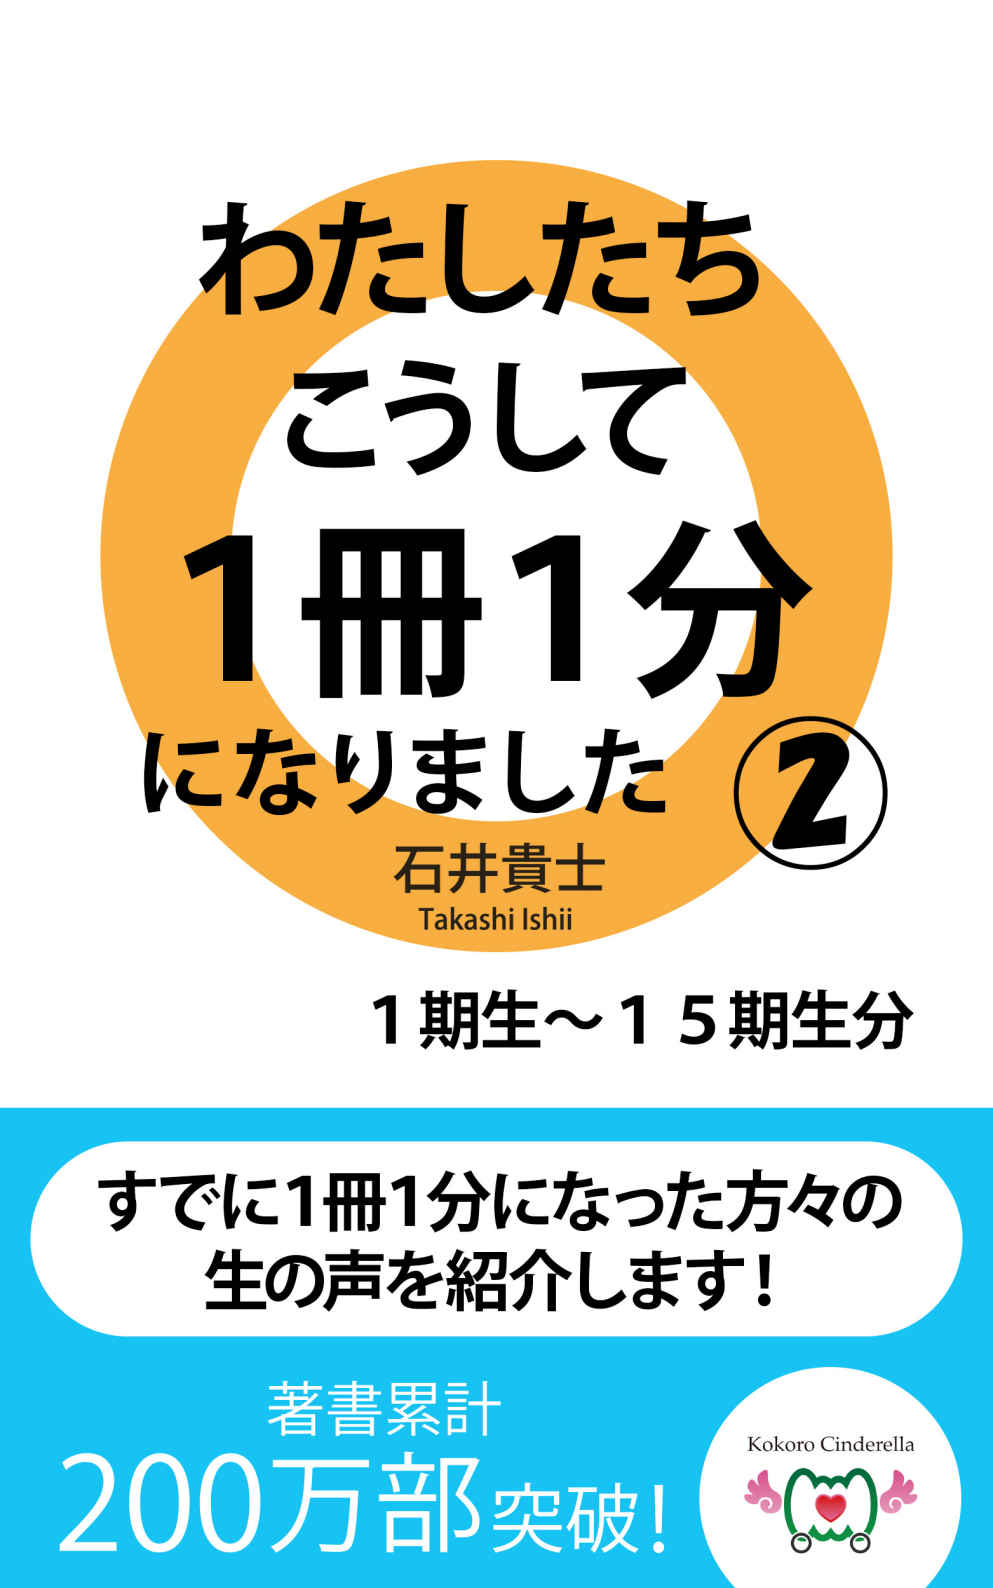 わたしたち
こうして
1冊1分
になりました ②
石井貴士
Takashi Ishii
１期生～１５期生分
すでに1冊1分になった方々の
生の声を紹介します！
著書累計
200万部突破！
Kokoro Cinderella